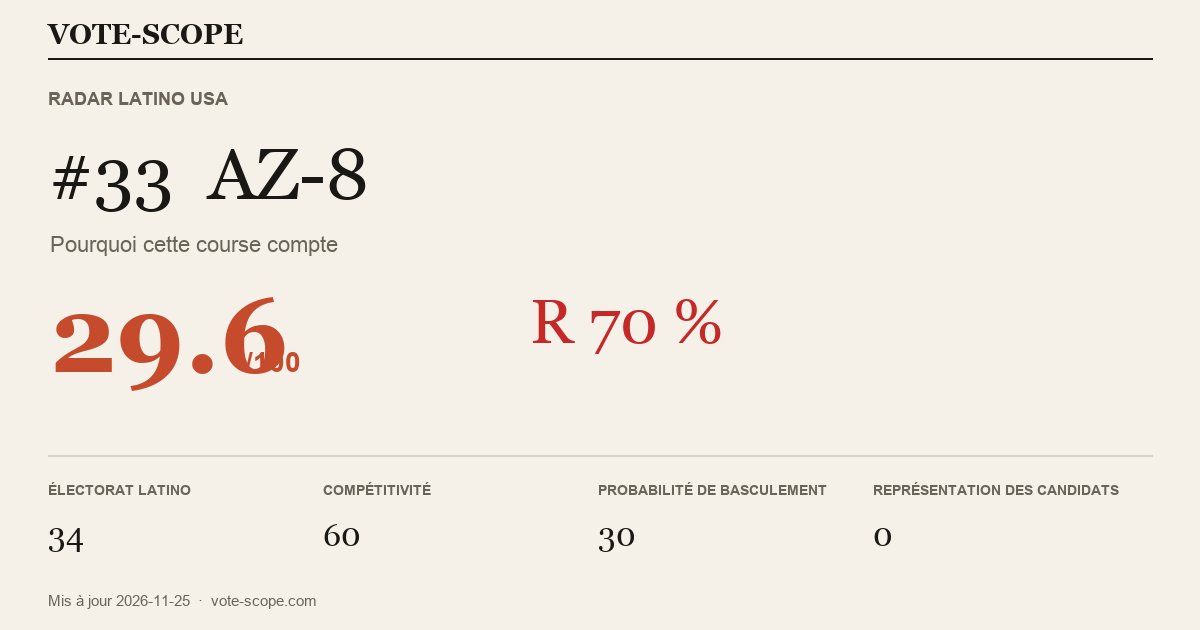 VOTE-SCOPE
RADAR LATINO USA
#33 AZ-8
Pourquoi cette course compte
29.6/100 R 70 %
ÉLECTORAT LATINO COMPÉTITIVITÉ PROBABILITÉ DE BASCULEMENT REPRÉSENTATION DES CANDIDATS
34 60 30 0
Mis à jour 2026-11-25 · vote-scope.com